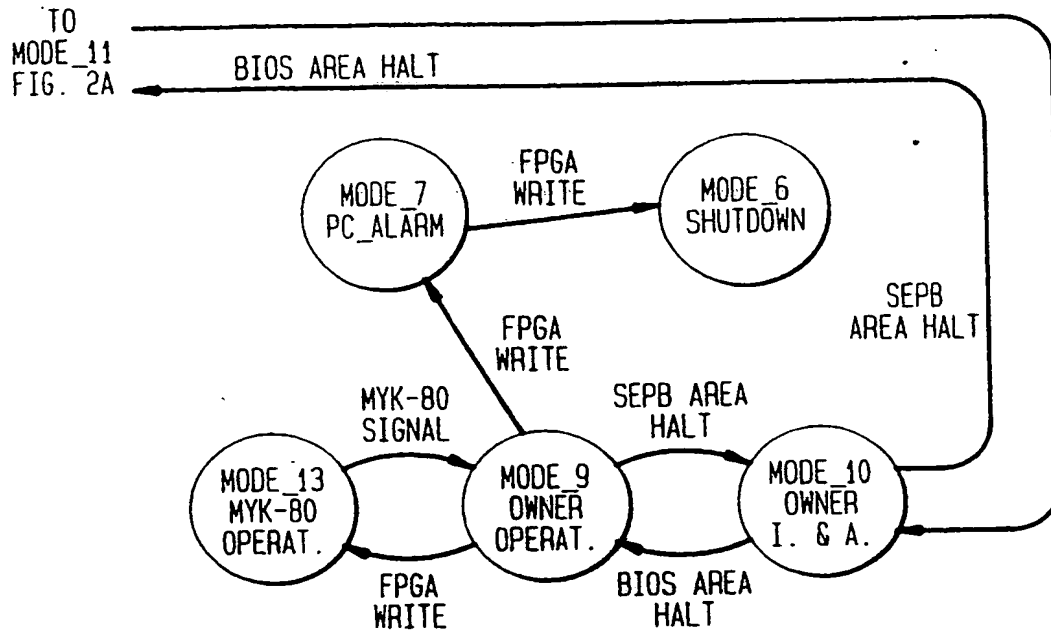 TO
MODE_11
FIG. 2A
BIOS AREA HALT
FPGA
WRITE
MODE_7
PC_ALARM
MODE_6
SHUTDOWN
SEPB
AREA HALT
FPGA
WRITE
MYK-80
SIGNAL
SEPB AREA
HALT
MODE_13
MYK-80
OPERAT.
MODE_9
OWNER
OPERAT.
MODE_10
OWNER
I. & A.
FPGA
WRITE
BIOS AREA
HALT